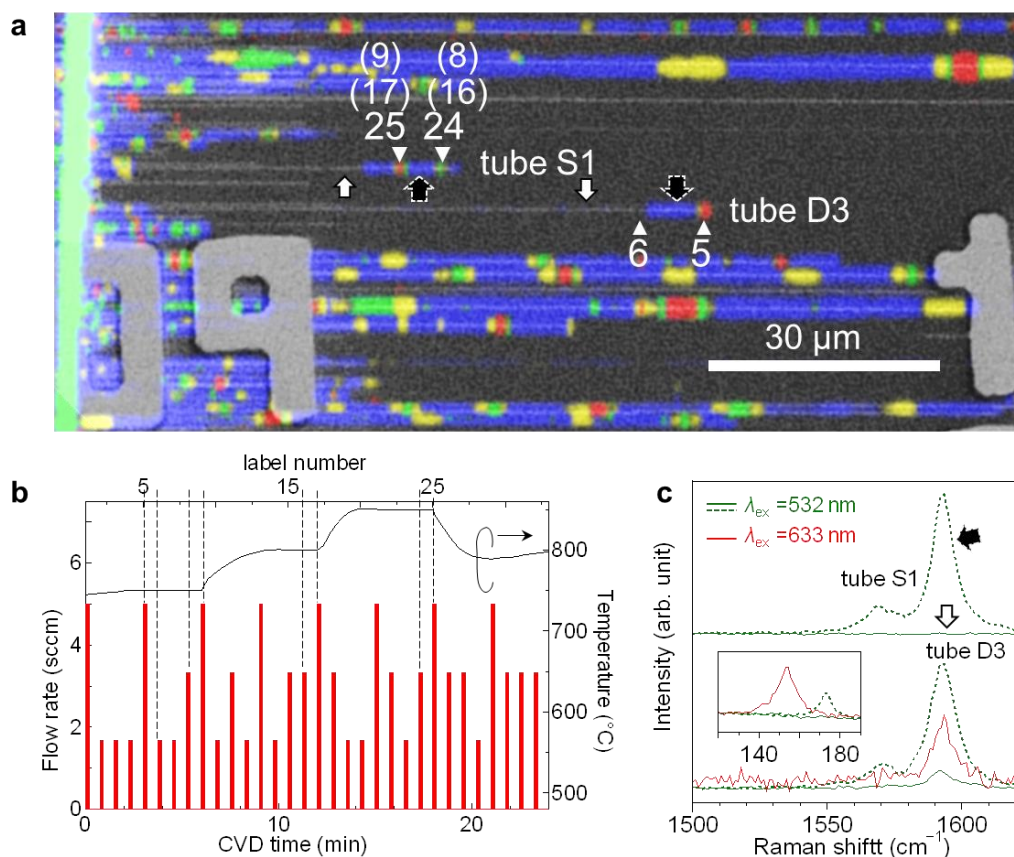 a
(9) (8)
(17) (16)
25 24
tube S1
tube D3
6 5
30 µm
b
label number
5 15 25
Flow rate (sccm)
6
4
2
0
Temperature (°C)
800
700
600
500
0 10 20
CVD time (min)
c
λex =532 nm
λex =633 nm
Intensity (arb. unit)
tube S1
tube D3
140 180
1500 1550 1600
Raman shiftt (cm⁻¹)